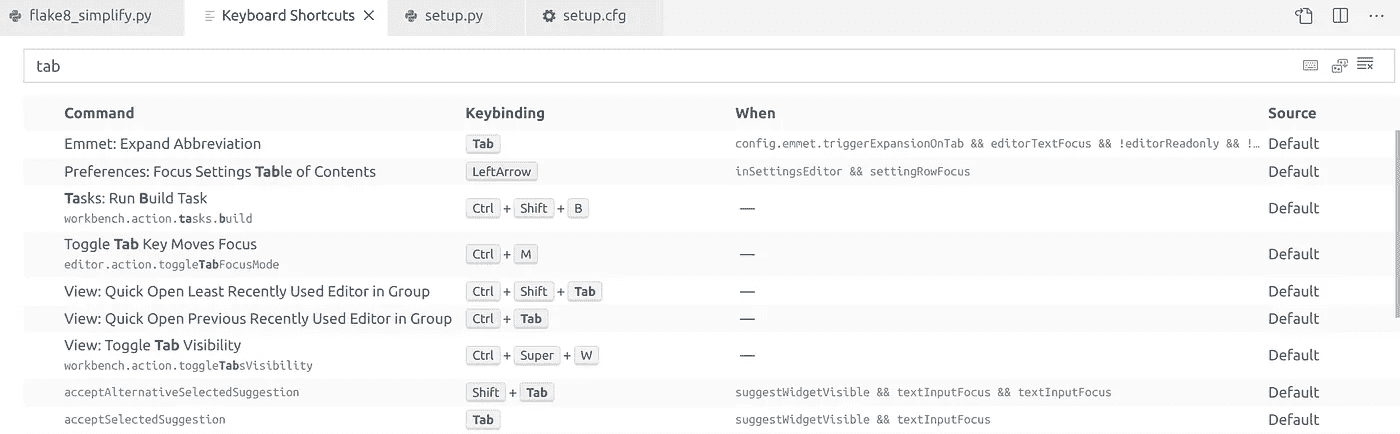 flake8_simplify.py Keyboard Shortcuts setup.py setup.cfg
tab
Command Keybinding When Source
Emmet: Expand Abbreviation Tab config.emmet.triggerExpansionOnTab && editorTextFocus && !editorReadonly && !… Default
Preferences: Focus Settings Table of Contents LeftArrow inSettingsEditor && settingRowFocus Default
Tasks: Run Build Task
workbench.action.tasks.build
Ctrl + Shift + B — Default
Toggle Tab Key Moves Focus
editor.action.toggleTabFocusMode
Ctrl + M — Default
View: Quick Open Least Recently Used Editor in Group Ctrl + Shift + Tab — Default
View: Quick Open Previous Recently Used Editor in Group Ctrl + Tab — Default
View: Toggle Tab Visibility
workbench.action.toggleTabsVisibility
Ctrl + Super + W — Default
acceptAlternativeSelectedSuggestion Shift + Tab suggestWidgetVisible && textInputFocus && textInputFocus Default
acceptSelectedSuggestion Tab suggestWidgetVisible && textInputFocus Default